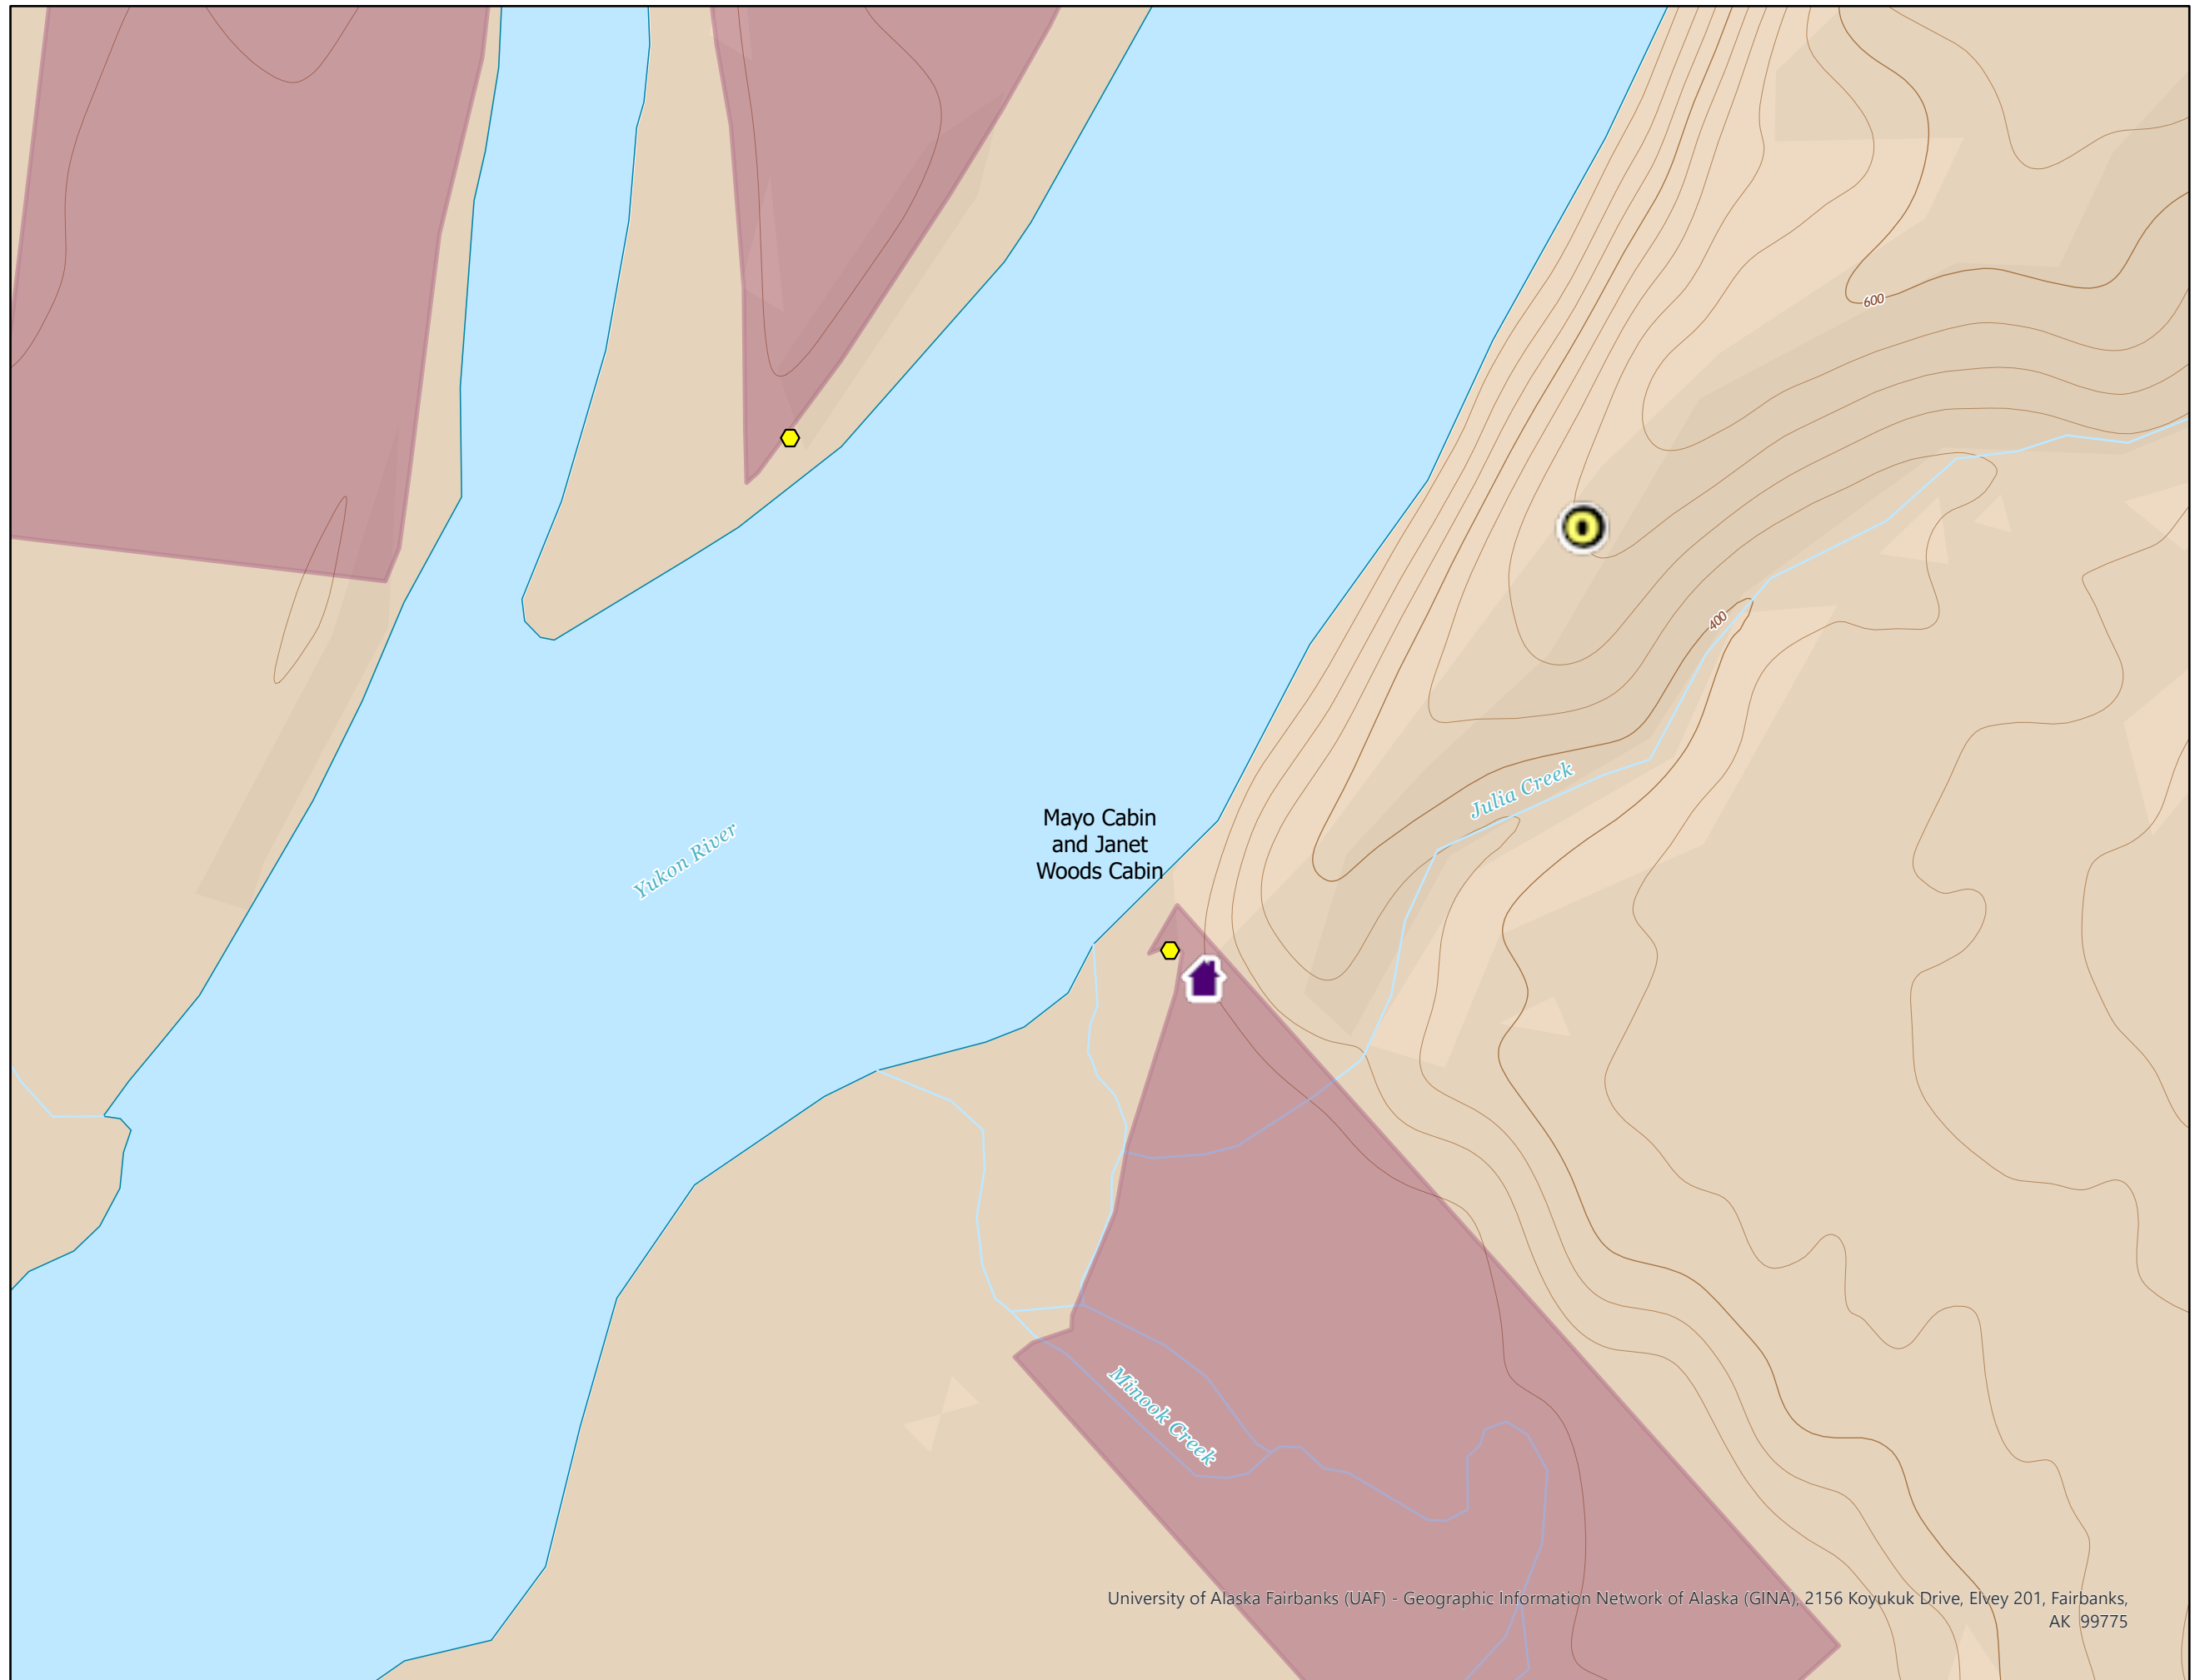 600
400
Julia Creek
Mayo Cabin
and Janet
Woods Cabin
Yukon River
Minook Creek
University of Alaska Fairbanks (UAF) - Geographic Information Network of Alaska (GINA), 2156 Koyukuk Drive, Elvey 201, Fairbanks,
AK 99775